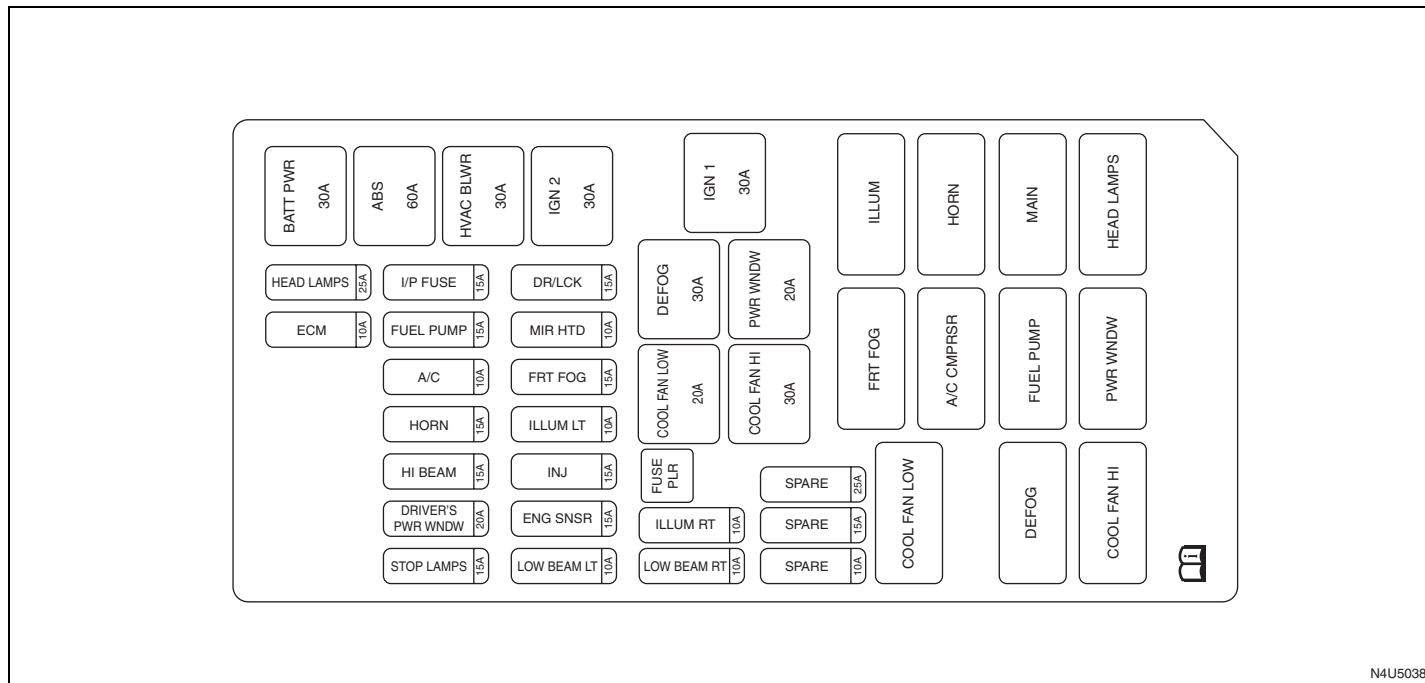 BATT PWR
30A
ABS
60A
HVAC BLWR
30A
IGN 2
30A
IGN 1
30A
ILLUM
HORN
MAIN
HEAD LAMPS
HEAD LAMPS 25A
I/P FUSE 15A
DR/LCK 15A
DEFOG
30A
PWR WNDW
20A
ECM 10A
FUEL PUMP 15A
MIR HTD 10A
FRT FOG
A/C CMPRSR
FUEL PUMP
PWR WNDW
A/C 10A
FRT FOG 15A
COOL FAN LOW
20A
COOL FAN HI
30A
HORN 15A
ILLUM LT 10A
HI BEAM 15A
INJ 15A
FUSE
PLR
SPARE 25A
COOL FAN LOW
DEFOG
COOL FAN HI
DRIVER'S
PWR WNDW 20A
ENG SNSR 15A
ILLUM RT 10A
SPARE 15A
STOP LAMPS 15A
LOW BEAM LT 10A
LOW BEAM RT 10A
SPARE 10A
i
N4U5038